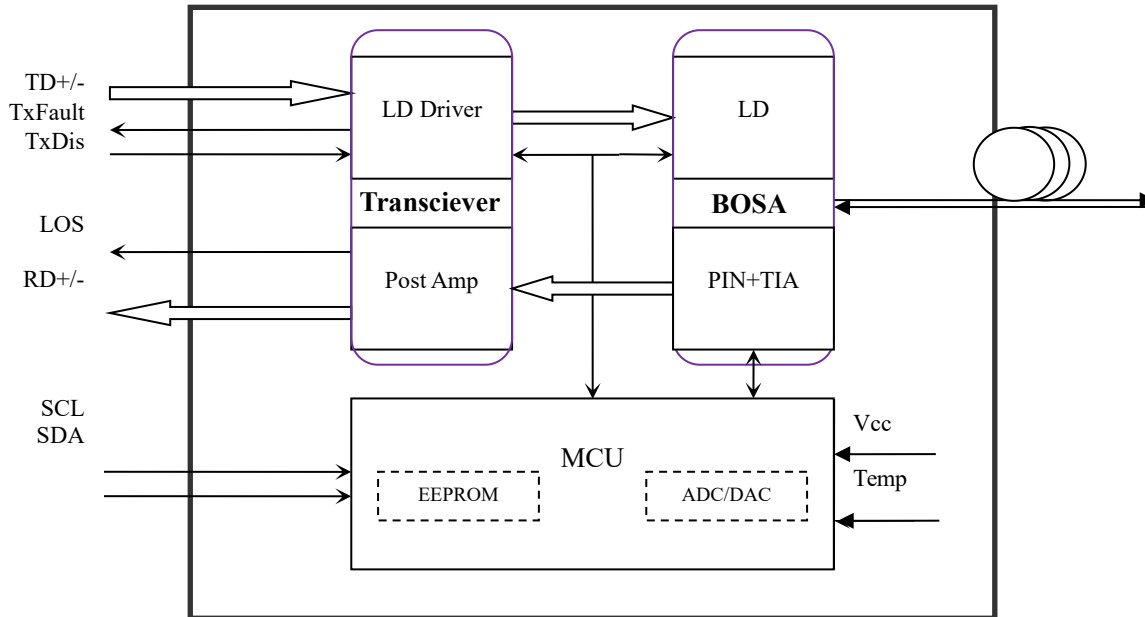 TD+/-
TxFault
TxDis
LOS
RD+/-
SCL
SDA
LD Driver
Transciever
Post Amp
LD
BOSA
PIN+TIA
MCU
EEPROM
ADC/DAC
Vcc
Temp